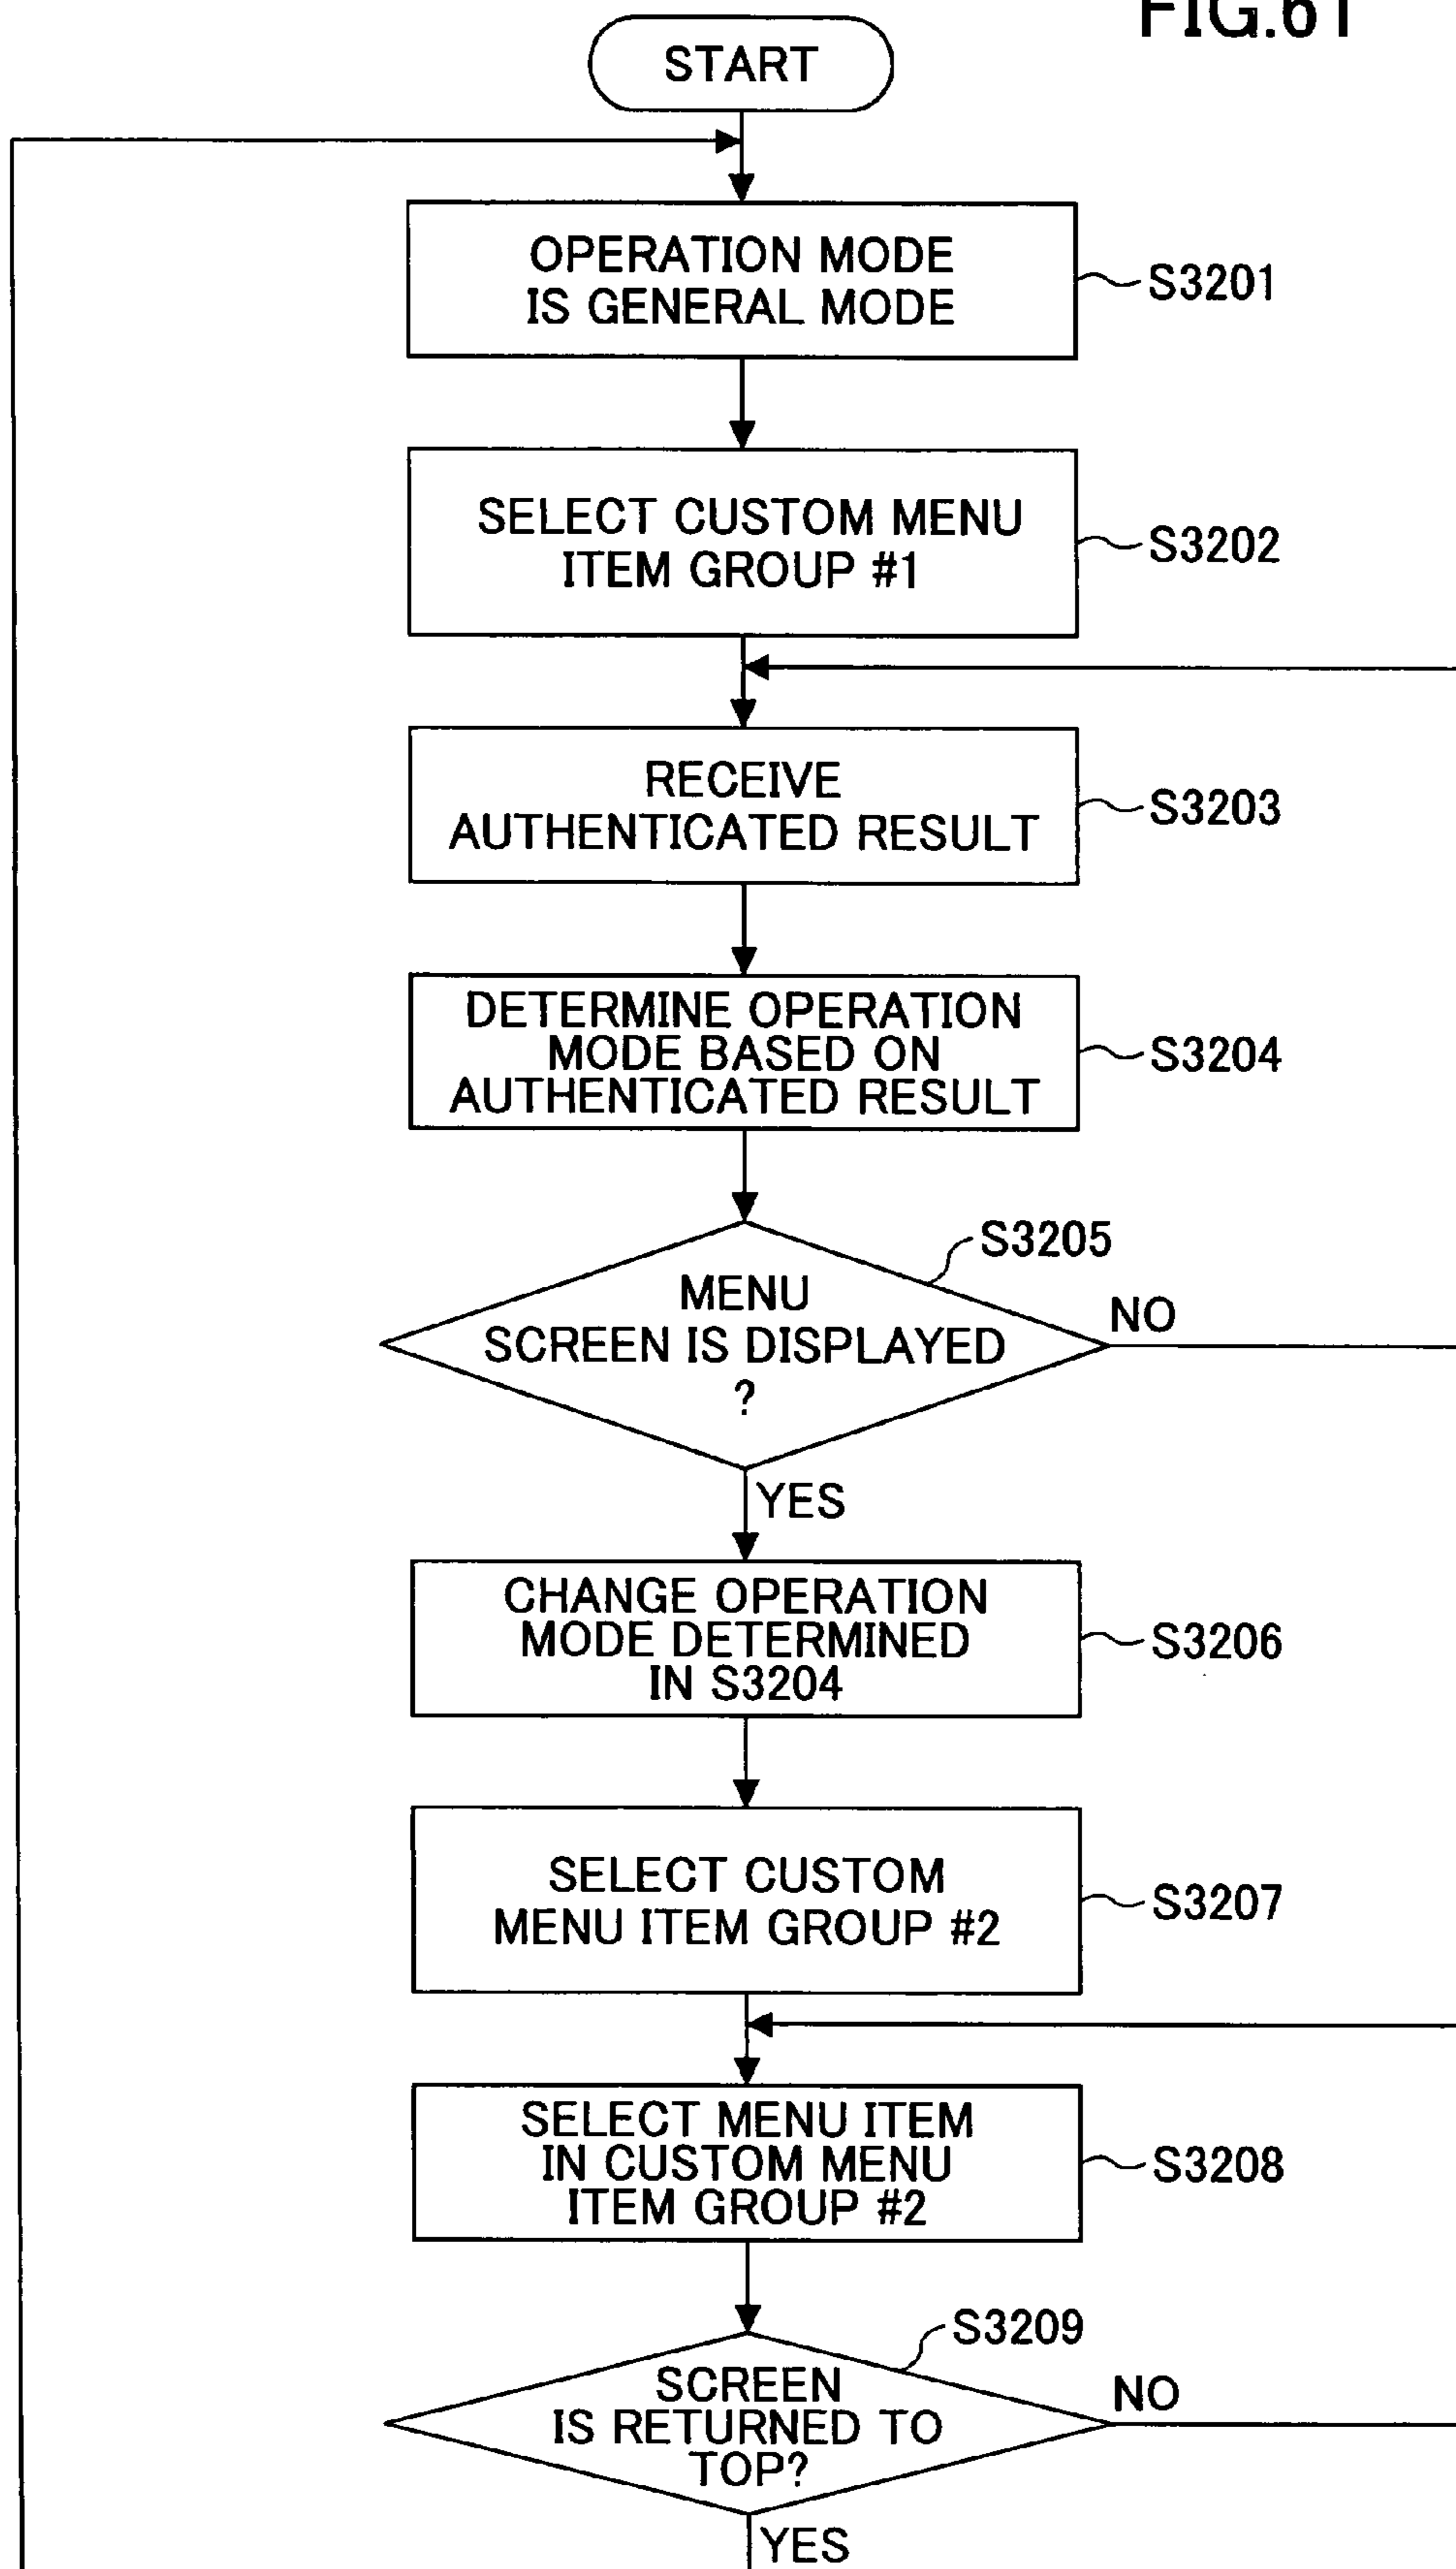 FIG.61
START
OPERATION MODE
IS GENERAL MODE
S3201
SELECT CUSTOM MENU
ITEM GROUP #1
S3202
RECEIVE
AUTHENTICATED RESULT
S3203
DETERMINE OPERATION
MODE BASED ON
AUTHENTICATED RESULT
S3204
S3205
MENU
SCREEN IS DISPLAYED
?
NO
YES
CHANGE OPERATION
MODE DETERMINED
IN S3204
S3206
SELECT CUSTOM
MENU ITEM GROUP #2
S3207
SELECT MENU ITEM
IN CUSTOM MENU
ITEM GROUP #2
S3208
S3209
SCREEN
IS RETURNED TO
TOP?
NO
YES